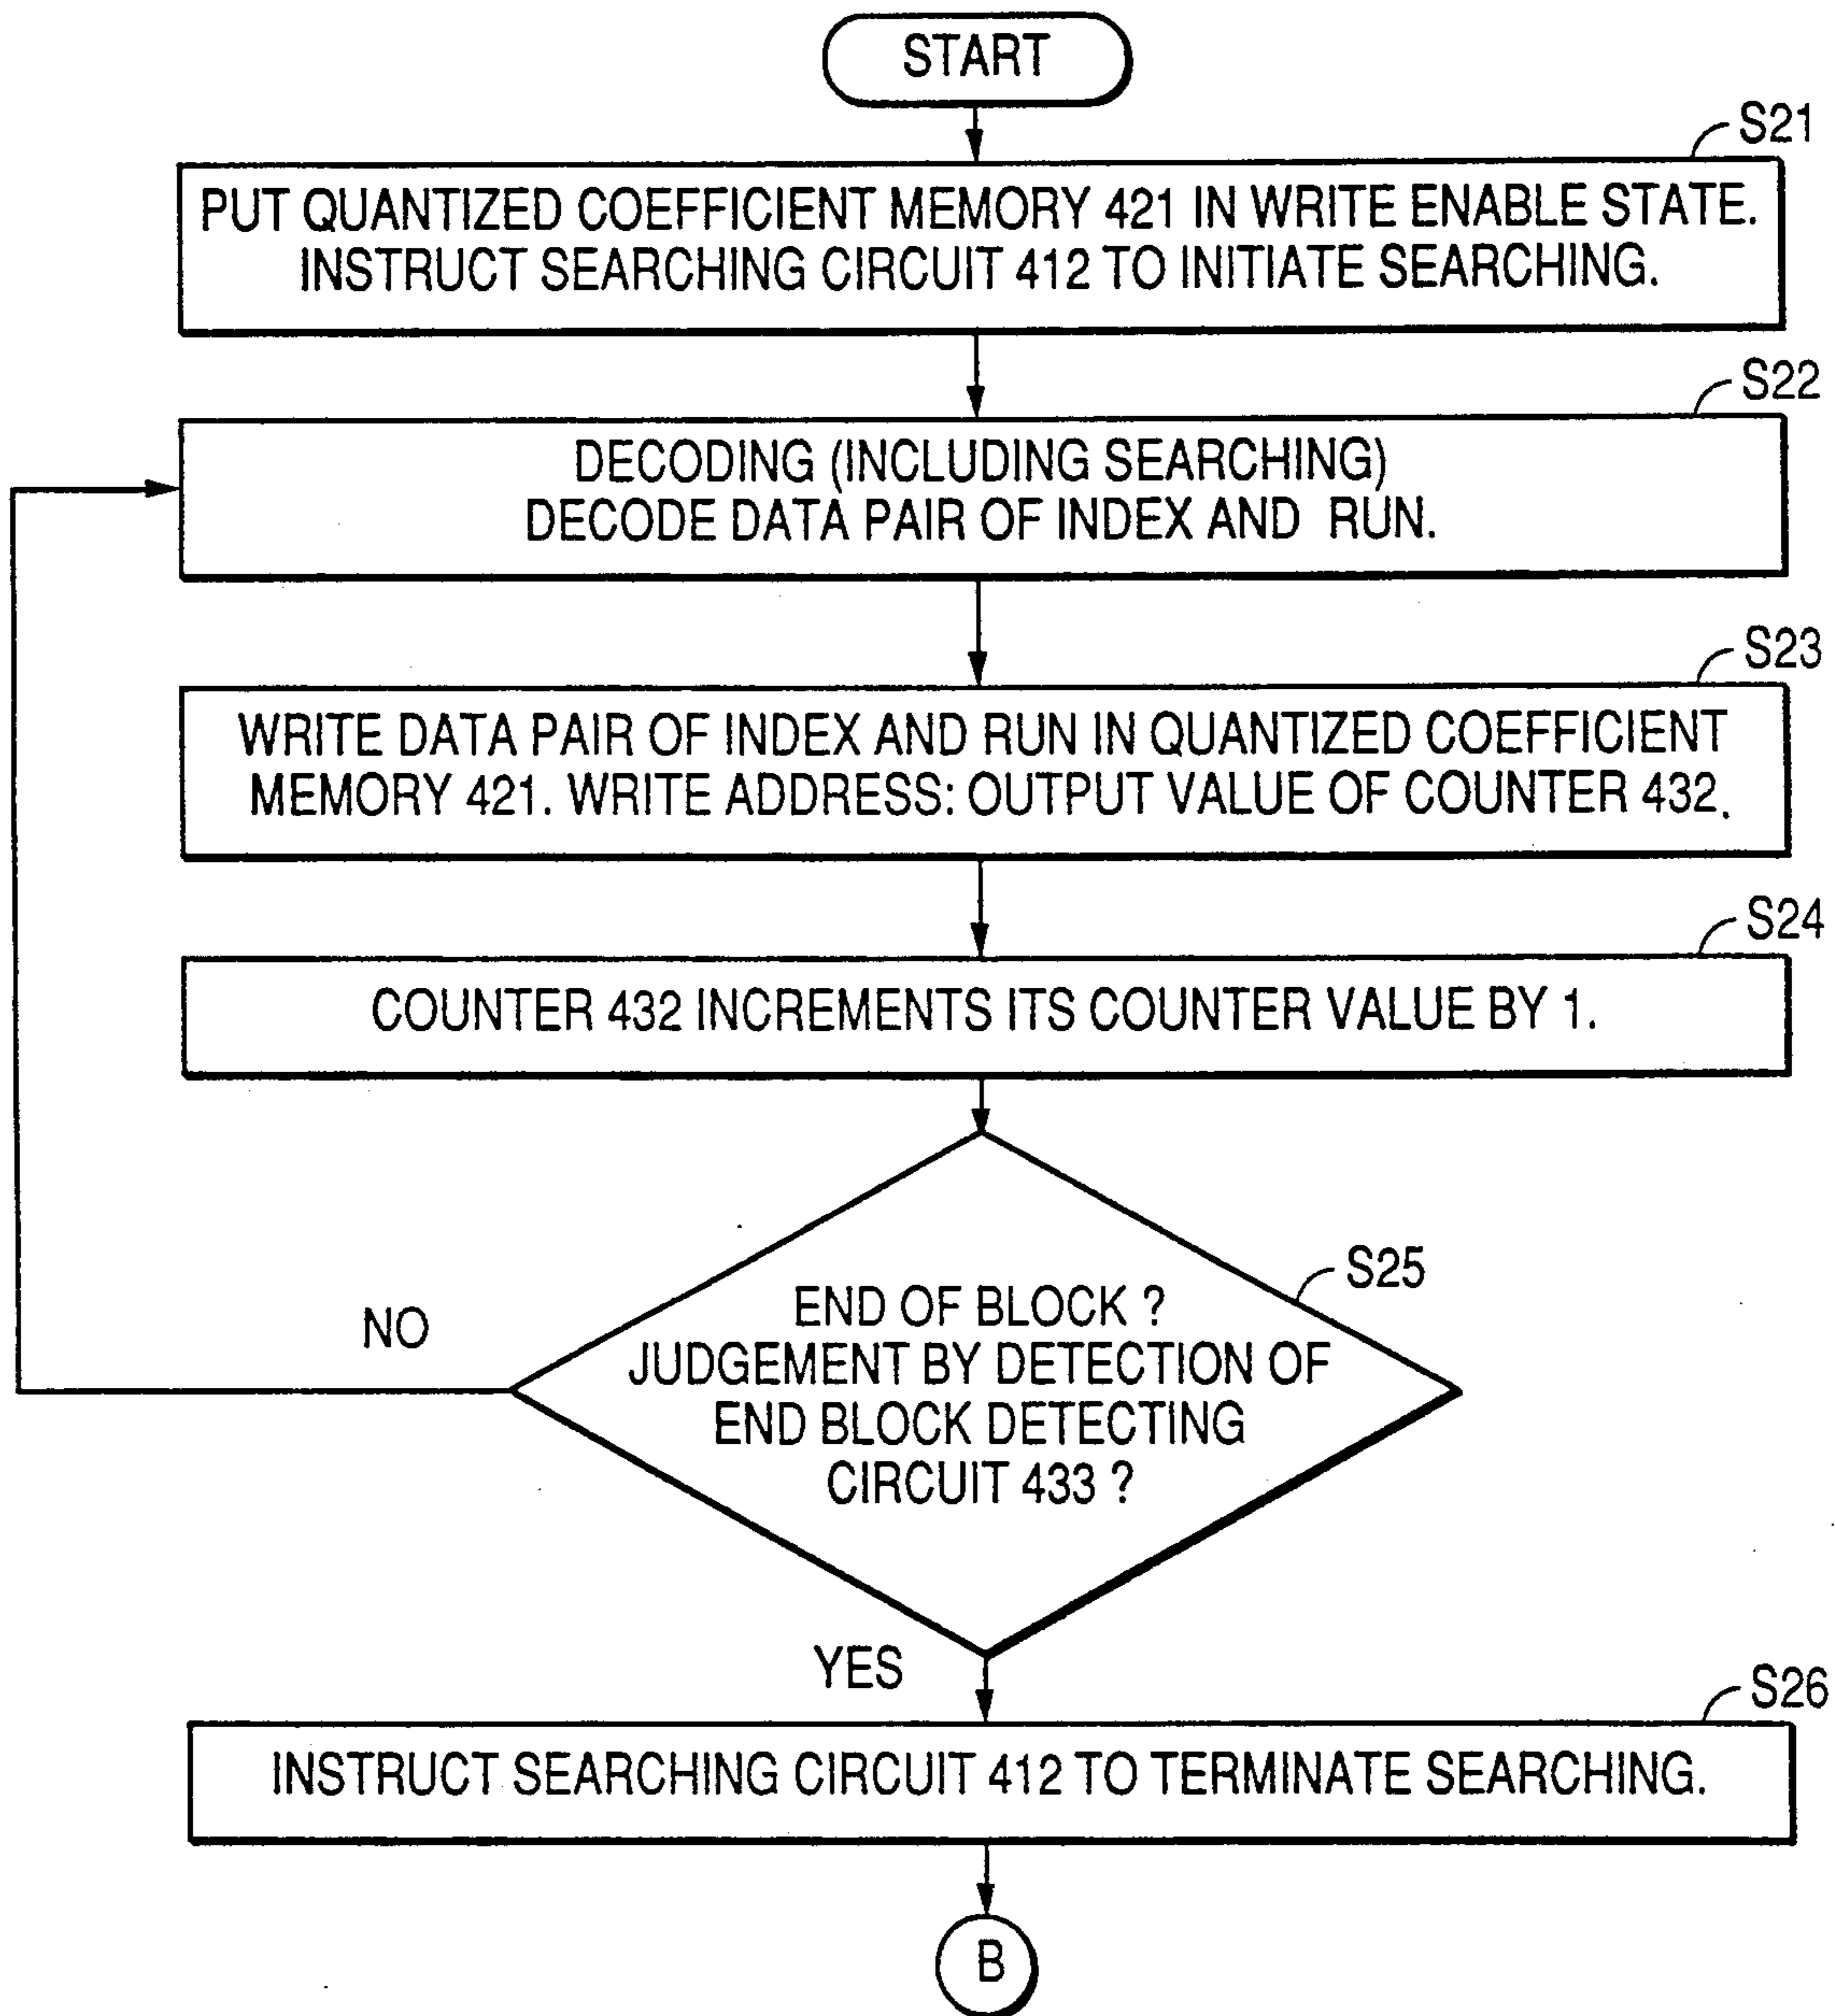 START
S21
PUT QUANTIZED COEFFICIENT MEMORY 421 IN WRITE ENABLE STATE.
INSTRUCT SEARCHING CIRCUIT 412 TO INITIATE SEARCHING.
S22
DECODING (INCLUDING SEARCHING)
DECODE DATA PAIR OF INDEX AND RUN.
S23
WRITE DATA PAIR OF INDEX AND RUN IN QUANTIZED COEFFICIENT
MEMORY 421. WRITE ADDRESS: OUTPUT VALUE OF COUNTER 432.
S24
COUNTER 432 INCREMENTS ITS COUNTER VALUE BY 1.
S25
END OF BLOCK ?
JUDGEMENT BY DETECTION OF
END BLOCK DETECTING
CIRCUIT 433 ?
NO
YES
S26
INSTRUCT SEARCHING CIRCUIT 412 TO TERMINATE SEARCHING.
B